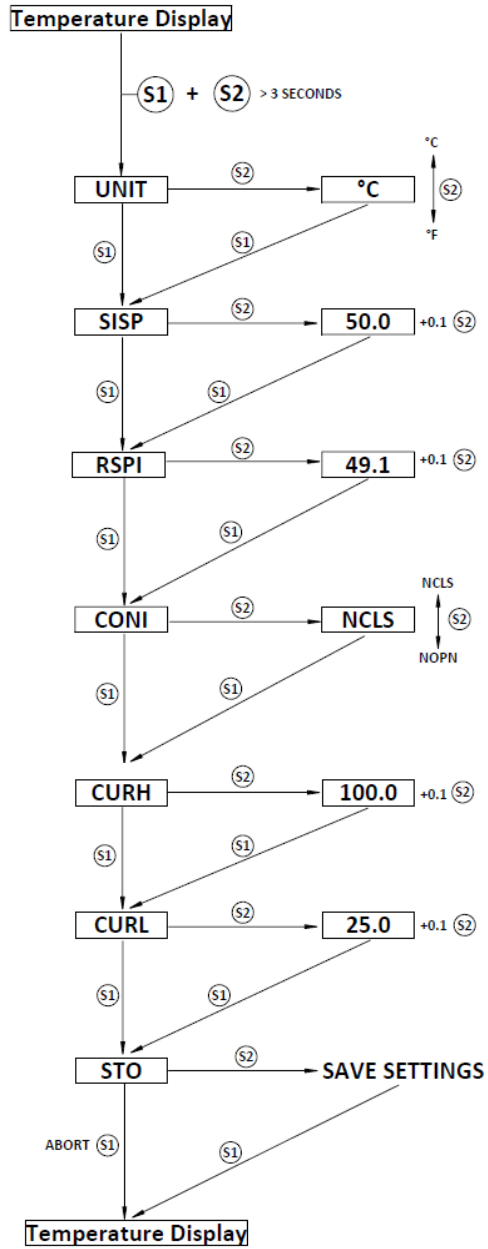 Temperature Display
S1 + S2 > 3 SECONDS
°C
UNIT S2 °C S2
°F
S1 S1
SISP S2 50.0 +0.1 S2
S1 S1
RSPI S2 49.1 +0.1 S2
S1 S1
NCLS
CONI S2 NCLS S2
NOPN
S1 S1
CURH S2 100.0 +0.1 S2
S1 S1
CURL S2 25.0 +0.1 S2
S1 S1
STO S2 SAVE SETTINGS
ABORT S1 S1
Temperature Display